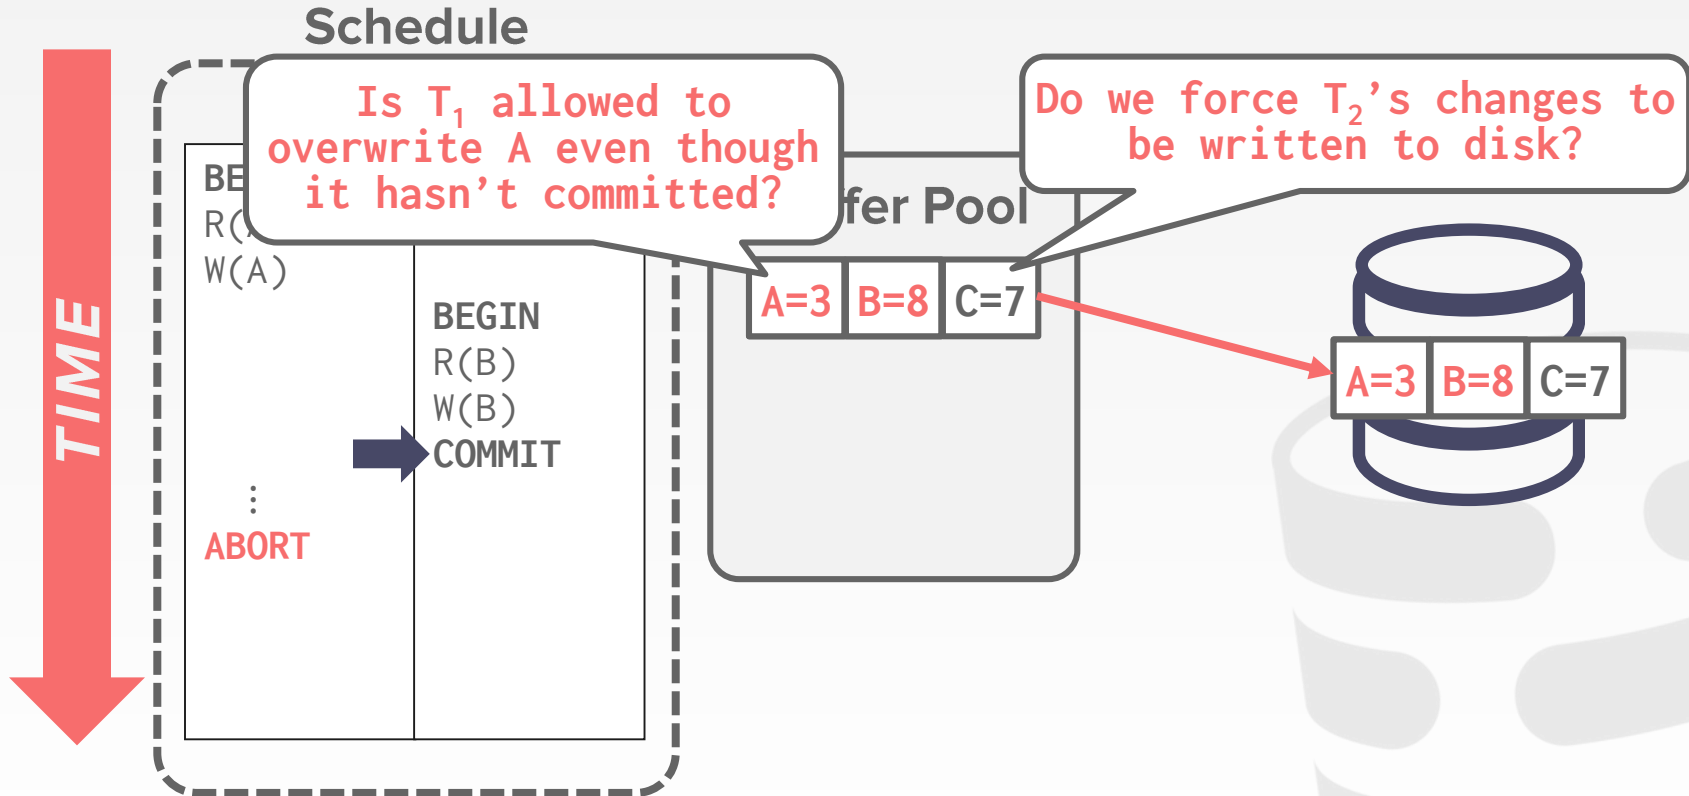 Schedule
Is T₁ allowed to
overwrite A even though
it hasn't committed?
Do we force T₂'s changes to
be written to disk?
TIME
BE
R(
W(A)
⋮
ABORT
BEGIN
R(B)
W(B)
COMMIT
fer Pool
A=3 B=8 C=7
A=3 B=8 C=7